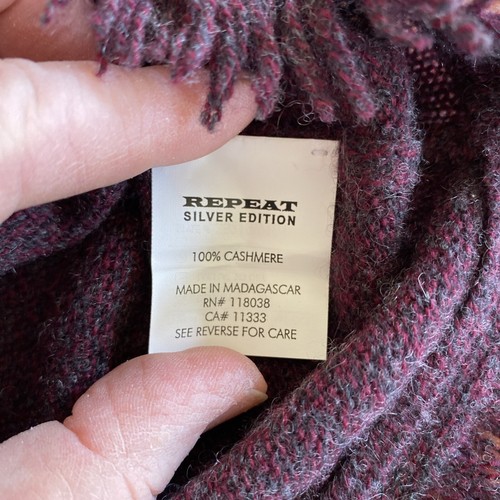 REPEAT
SILVER EDITION
100% CASHMERE
MADE IN MADAGASCAR
RN# 118038
CA# 11333
SEE REVERSE FOR CARE